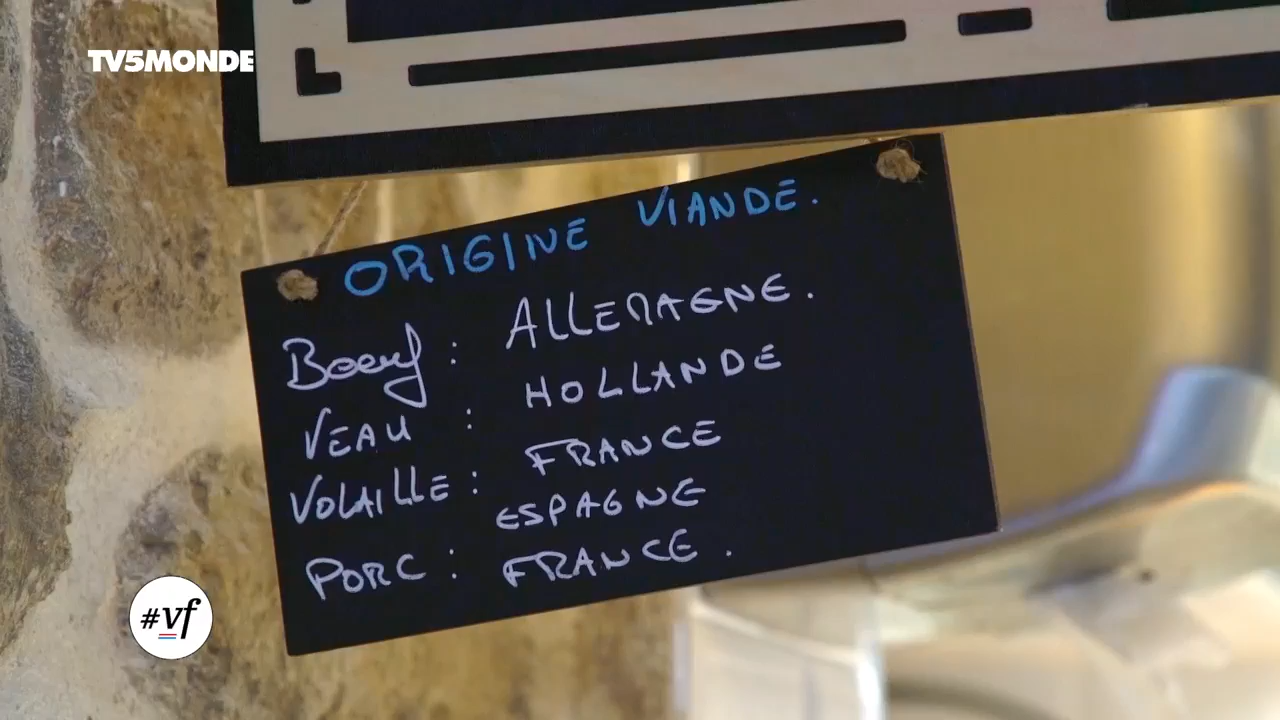 TV5MONDE
ORIGINE VIANDE.
Boeuf : ALLEMAGNE.
VEAU : HOLLANDE
VOLAILLE : FRANCE
ESPAGNE
PORC : FRANCE.
#vf